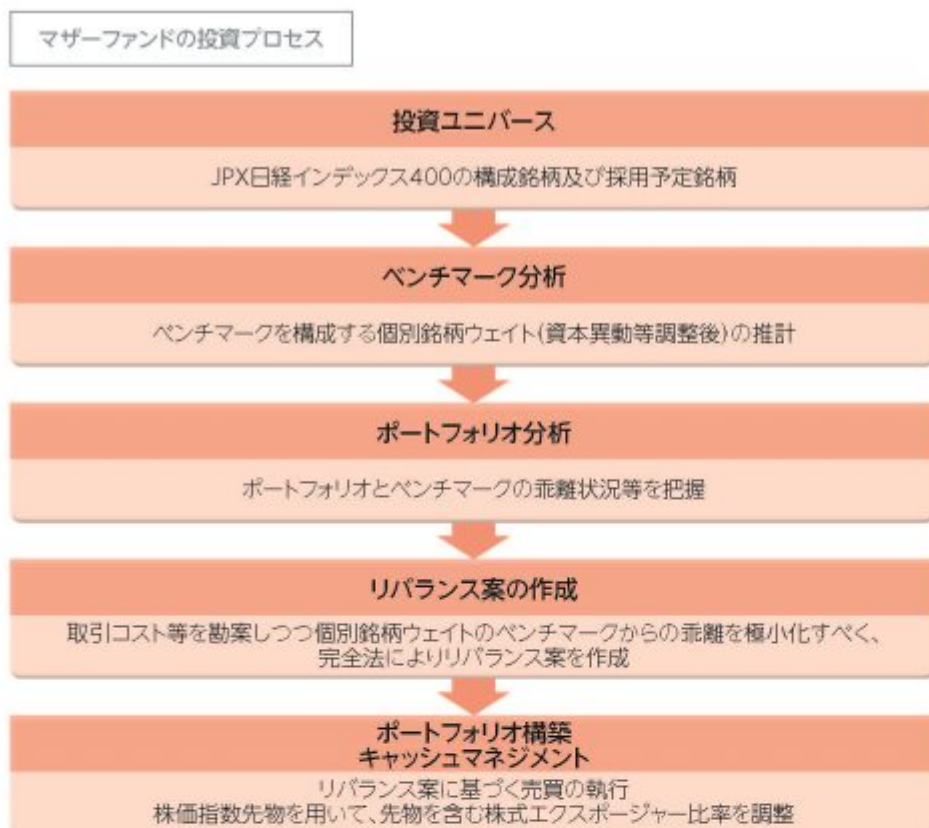 マザーファンドの投資プロセス
投資ユニバース
JPX日経インデックス400の構成銘柄及び採用予定銘柄
ベンチマーク分析
ベンチマークを構成する個別銘柄ウェイト(資本異動等調整後)の推計
ポートフォリオ分析
ポートフォリオとベンチマークの乖離状況等を把握
リバランス案の作成
取引コスト等を勘案しつつ個別銘柄ウェイトのベンチマークからの乖離を極小化すべく、
完全法によりリバランス案を作成
ポートフォリオ構築
キャッシュマネジメント
リバランス案に基づく売買の執行
株価指数先物を用いて、先物を含む株式エクスポージャー比率を調整